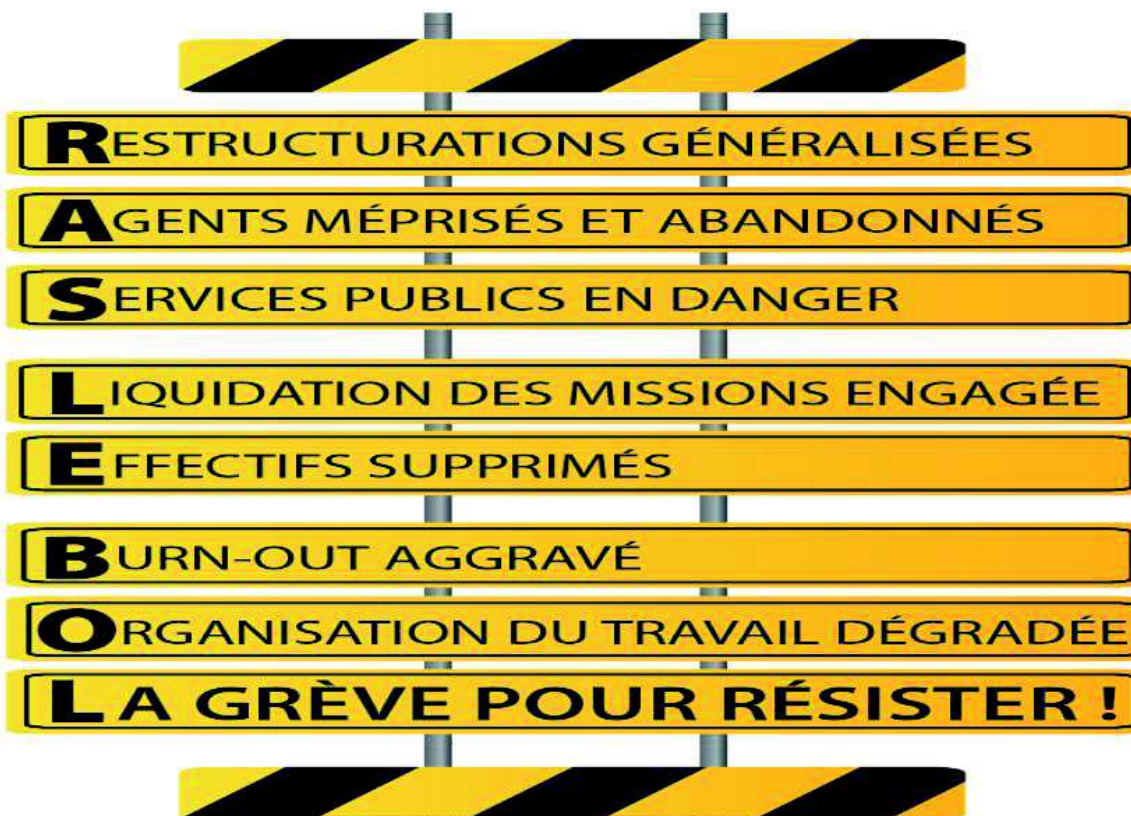 RESTRUCTURATIONS GÉNÉRALISÉES
AGENTS MÉPRISÉS ET ABANDONNÉS
SERVICES PUBLICS EN DANGER
LIQUIDATION DES MISSIONS ENGAGÉE
EFFECTIFS SUPPRIMÉS
BURN-OUT AGGRAVÉ
ORGANISATION DU TRAVAIL DÉGRADÉE
LA GRÈVE POUR RÉSISTER !